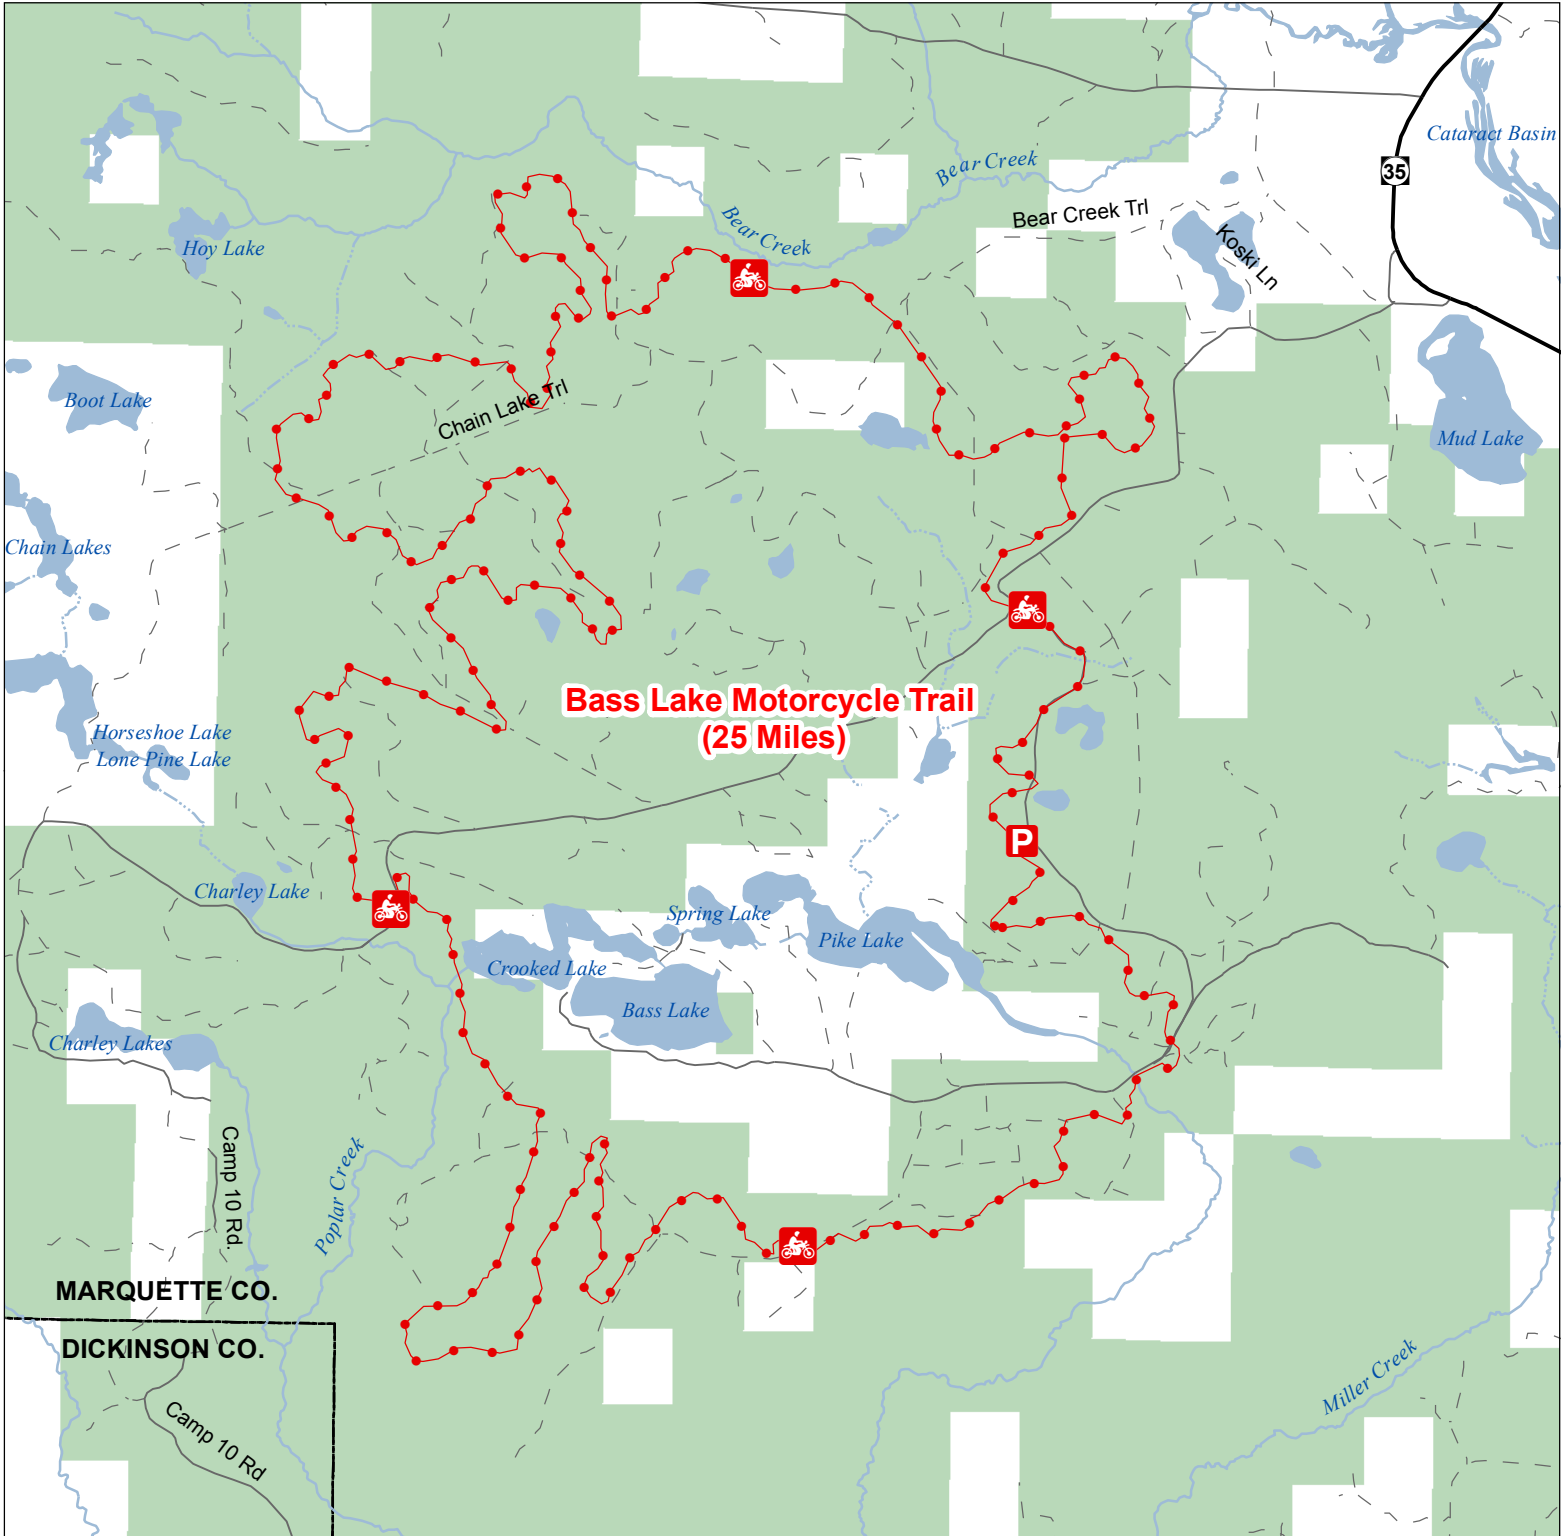 Cataract Basin
35
Bear Creek
Bear Creek Trl
Bear Creek
Koski Ln
Hoy Lake
Boot Lake
Chain Lake Trl
Mud Lake
Chain Lakes
Bass Lake Motorcycle Trail
(25 Miles)
Horseshoe Lake
Lone Pine Lake
P
Charley Lake
Spring Lake
Pike Lake
Crooked Lake
Bass Lake
Charley Lakes
Camp 10 Rd.
Poplar Creek
MARQUETTE CO.
DICKINSON CO.
Miller Creek
Camp 10 Rd